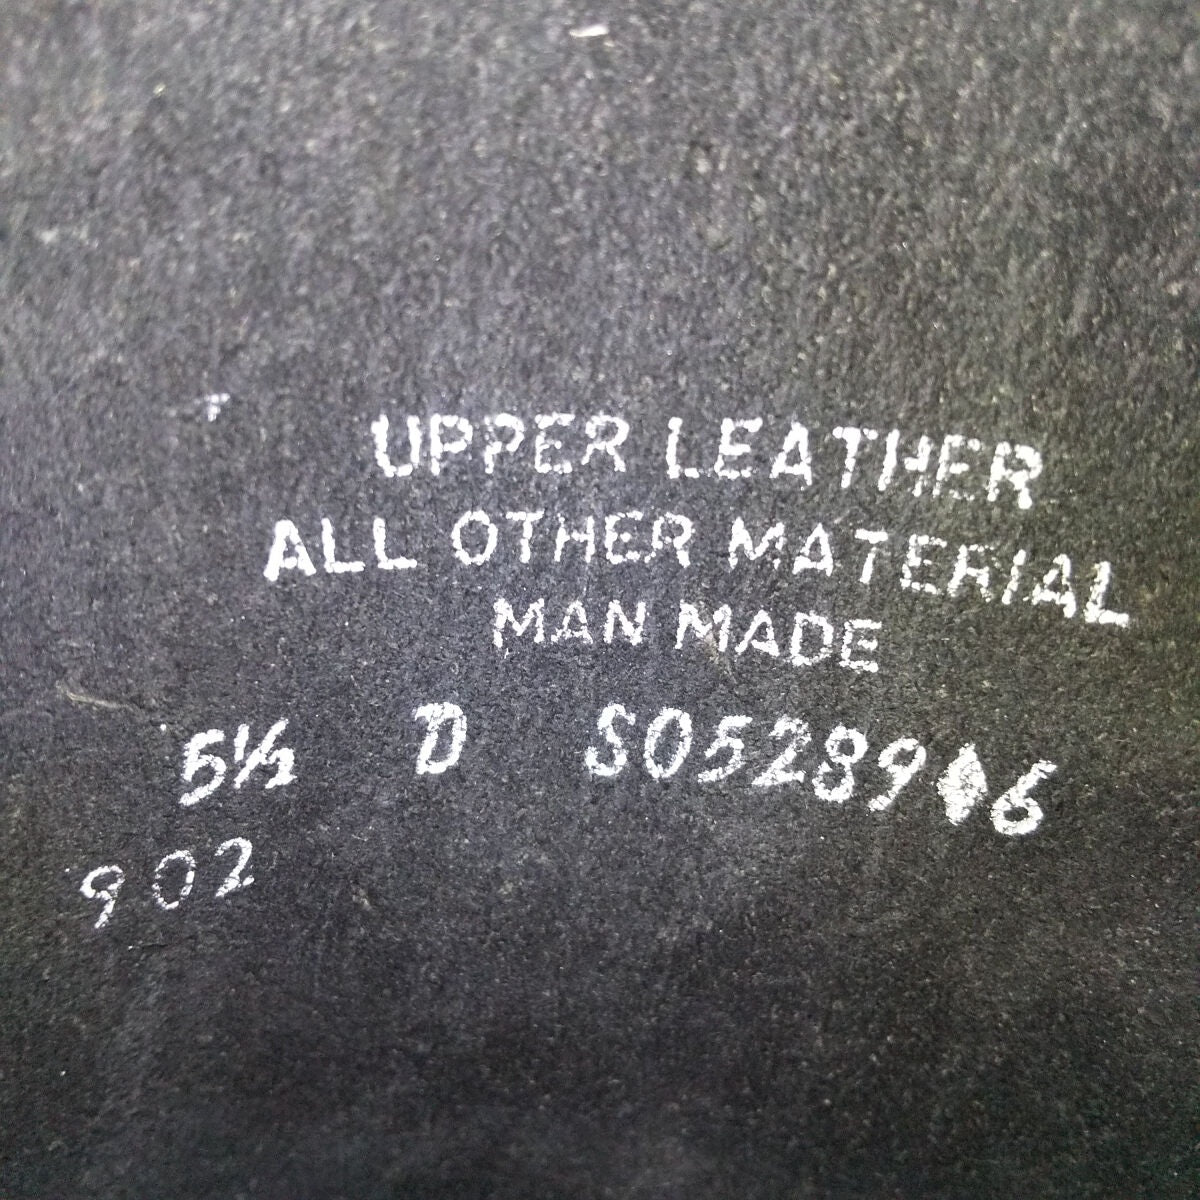 UPPER LEATHER
ALL OTHER MATERIAL
MAN MADE
5½ D
902